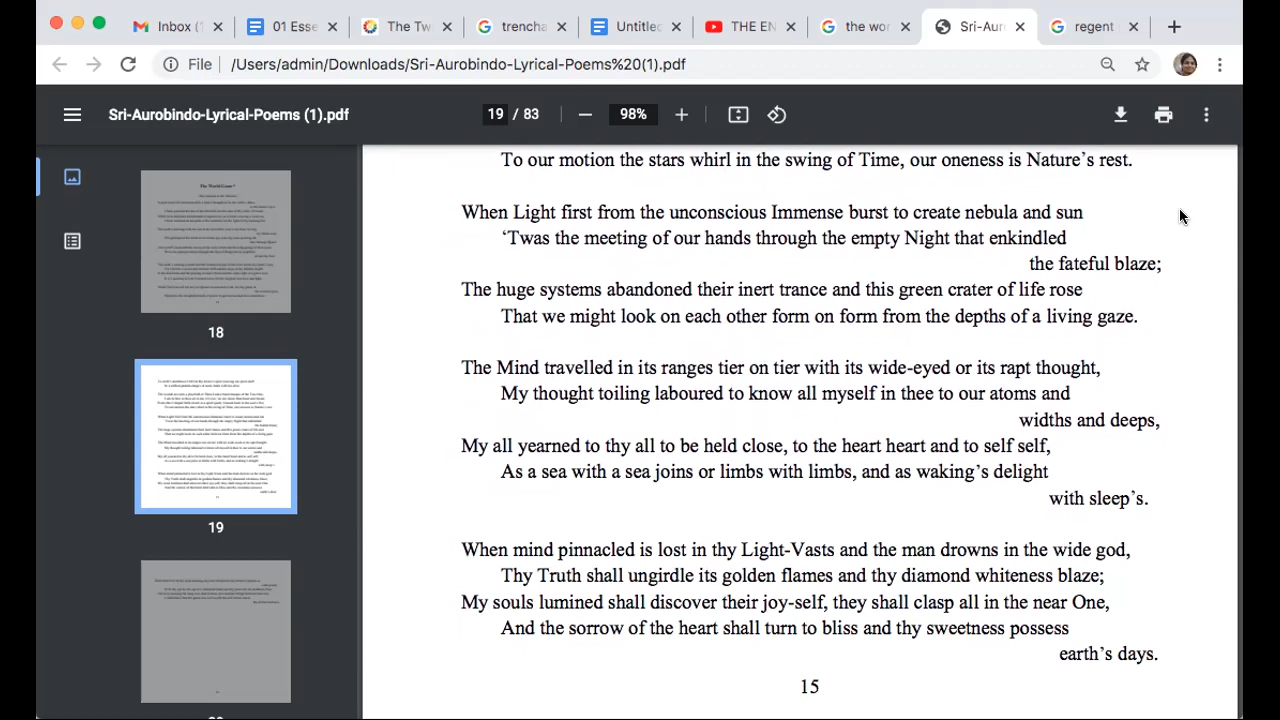 Inbox (1
01 Esse
The Tw
trencha
Untitled
THE EN
the wor
Sri-Auro
regent
File | /Users/admin/Downloads/Sri-Aurobindo-Lyrical-Poems%20(1).pdf
Sri-Aurobindo-Lyrical-Poems (1).pdf
19 / 83
98%
18
19
To our motion the stars whirl in the swing of Time, our oneness is Nature's rest.
When Light first from the unconscious Immense burst to create nebula and sun
'Twas the meeting of our hands through the empty Night that enkindled
the fateful blaze;
The huge systems abandoned their inert trance and this green crater of life rose
That we might look on each other form on form from the depths of a living gaze.
The Mind travelled in its ranges tier on tier with its wide-eyed or its rapt thought,
My thought toiling laboured to know all myself in thee to our atoms and
widths and deeps,
My all yearned to thy all to be held close, to the heart heart and to self self,
As a sea with a sea joins or limbs with limbs, and as waking's delight
with sleep's.
When mind pinnacled is lost in thy Light-Vasts and the man drowns in the wide god,
Thy Truth shall ungirdle its golden flames and thy diamond whiteness blaze;
My souls lumined shall discover their joy-self, they shall clasp all in the near One,
And the sorrow of the heart shall turn to bliss and thy sweetness possess
earth's days.
15